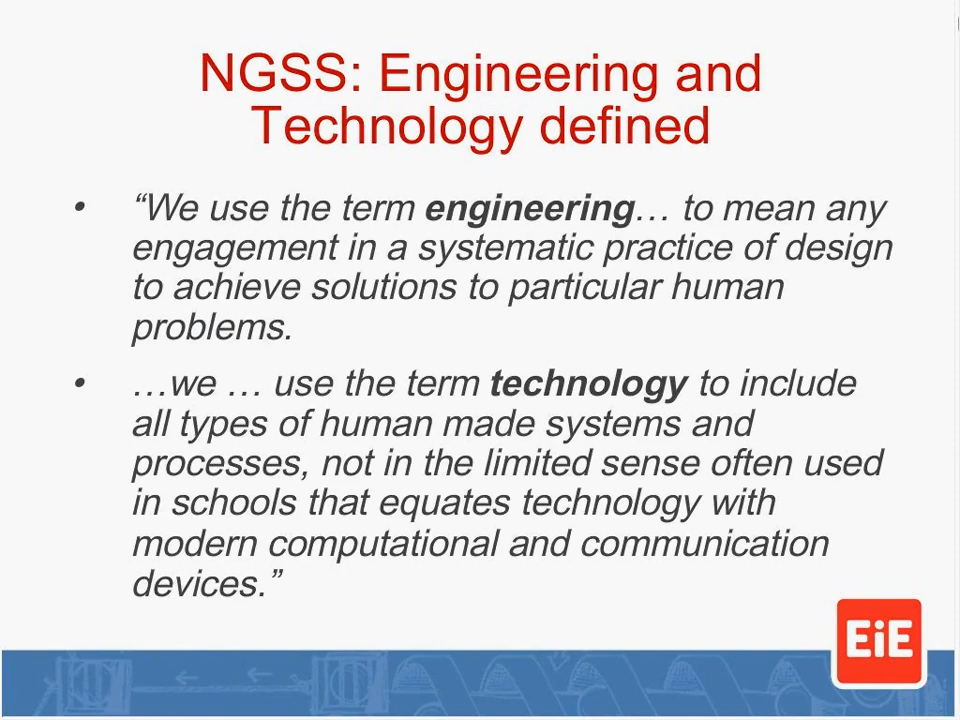 NGSS: Engineering and
Technology defined
• “We use the term engineering… to mean any
engagement in a systematic practice of design
to achieve solutions to particular human
problems.
• …we … use the term technology to include
all types of human made systems and
processes, not in the limited sense often used
in schools that equates technology with
modern computational and communication
devices.”
EiE